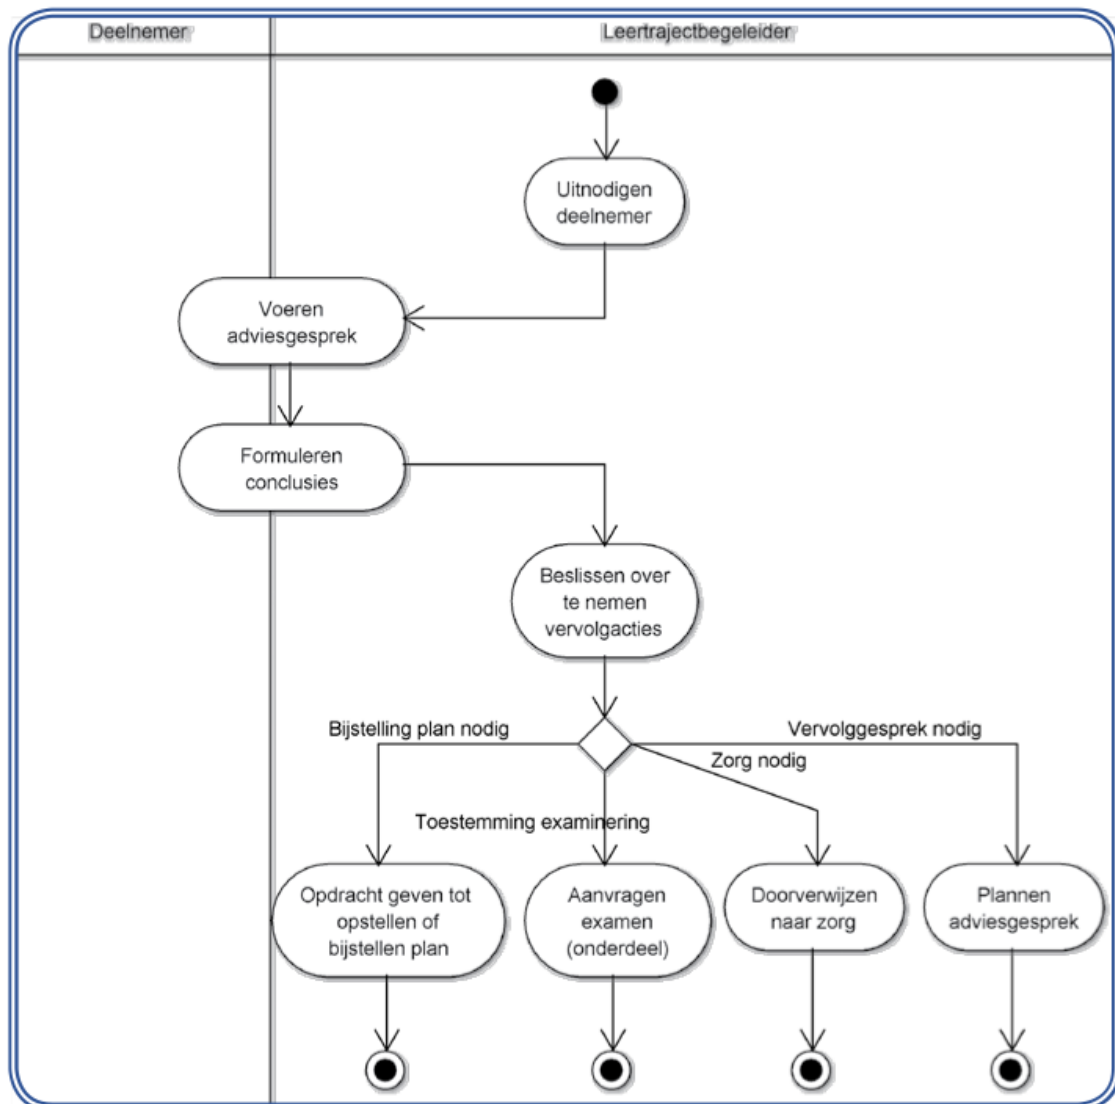 Deelnemer
Leertrajectbegeleider
Uitnodigen
deelnemer
Voeren
adviesgesprek
Formuleren
conclusies
Beslissen over
te nemen
vervolgacties
Bijstelling plan nodig
Vervolggesprek nodig
Zorg nodig
Toestemming examinering
Opdracht geven tot
opstellen of
bijstellen plan
Aanvragen
examen
(onderdeel)
Doorverwijzen
naar zorg
Plannen
adviesgesprek